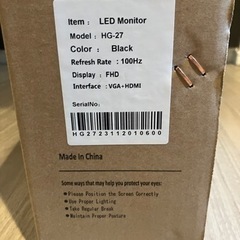 Item： LED Monitor
Model： HG-27
Color： Black
Refresh Rate：100Hz
Display：FHD
Interface：VGA+HDMI
SerialNo：
HG2723112010600
Made in China
Some ways that may help you protect your eyes
●Please Position the Screen Correctly
●Use Proper Lighting
●Take Regular Break
●Maintain Proper Posture